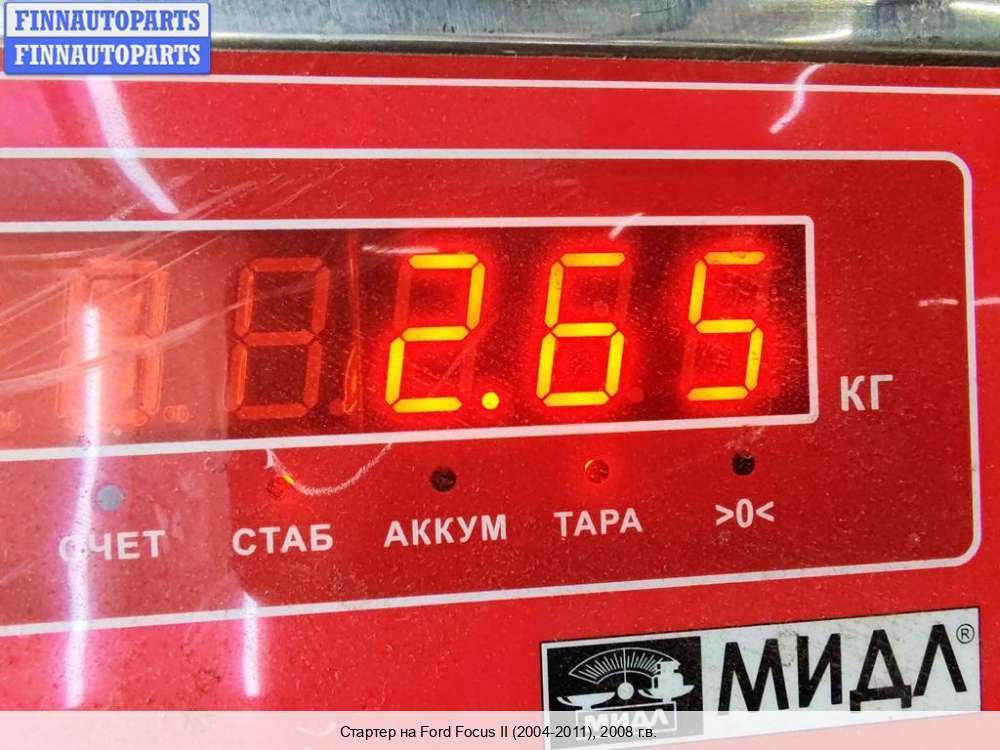 FINNAUTOPARTS
FINNAUTOPARTS
2.65
КГ
СЧЕТ СТАБ АККУМ ТАРА >0<
МИДЛ®
МИДЛ
Стартер на Ford Focus II (2004-2011), 2008 г.в.